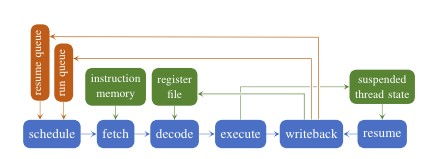 resume queue
run queue
instruction
memory
register
file
suspended
thread state
schedule
fetch
decode
execute
writeback
resume